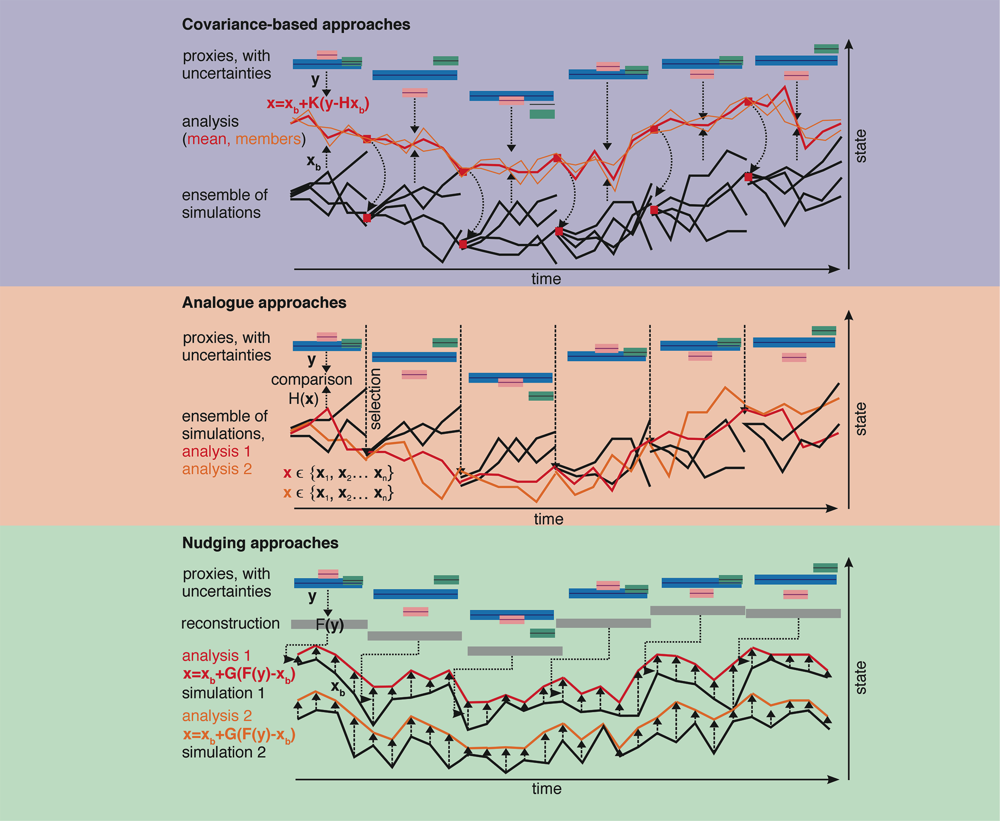 Covariance-based approaches
proxies, with
uncertainties
y
x=xb+K(y-Hxb)
analysis
(mean, members)
xb
ensemble of
simulations
state
time
Analogue approaches
proxies, with
uncertainties
y
comparison
H(x)
selection
ensemble of
simulations,
analysis 1
analysis 2
x ϵ {x1, x2... xn}
x ϵ {x1, x2... xn}
state
time
Nudging approaches
proxies, with
uncertainties
y
reconstruction
F(y)
analysis 1
x=xb+G(F(y)-xb)
xb
simulation 1
analysis 2
x=xb+G(F(y)-xb)
simulation 2
state
time